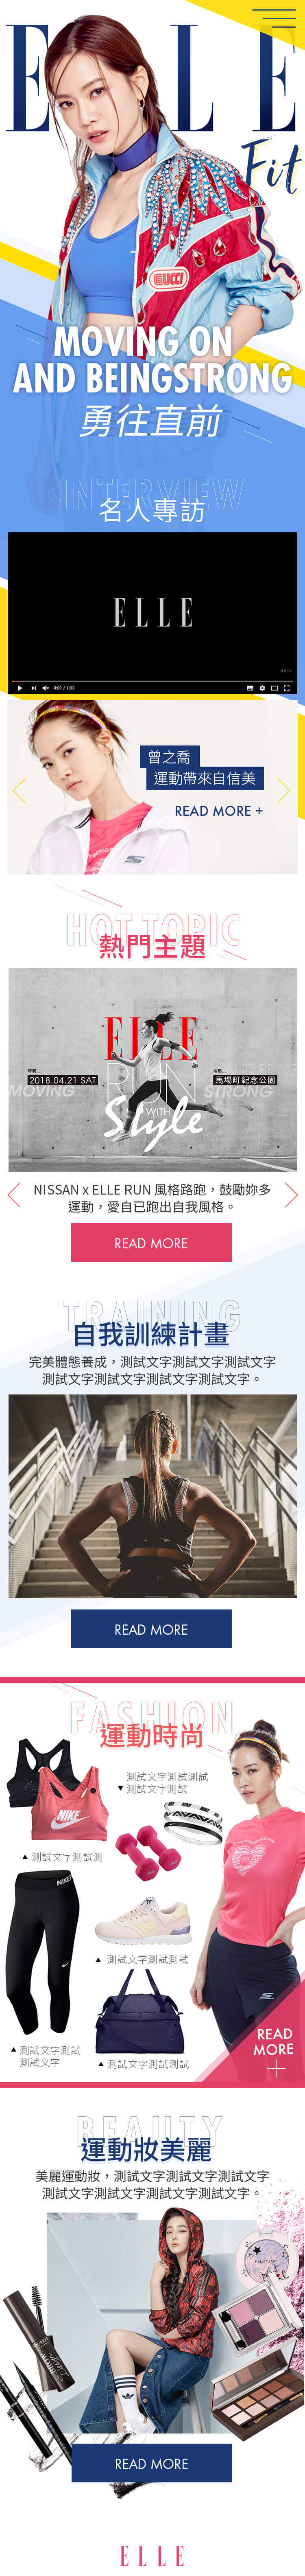 ELLE
Fit
GUCCI
MOVING ON
AND BEINGSTRONG
勇往直前
INTERVIEW
名人專訪
ELLE
0:01 / 1:03
曾之喬
運動帶來自信美
READ MORE +
HOT TOPIC
熱門主題
ELLE
RUN
WITH
Style
時間
2018.04.21 SAT
地點
馬場町紀念公園
MOVING
STRONG
NISSAN x ELLE RUN 風格路跑，鼓勵妳多
運動，愛自已跑出自我風格。
READ MORE
TRAINING
自我訓練計畫
完美體態養成，測試文字測試文字測試文字
測試文字測試文字測試文字測試文字。
READ MORE
FASHION
運動時尚
測試文字測試測試
▼ 測試文字測試
NIKE
▲ 測試文字測試測
NIKE
▲ 測試文字測試測試
▲ 測試文字測試
測試文字
▲ 測試文字測試測試
READ
MORE
BEAUTY
運動妝美麗
美麗運動妝，測試文字測試文字測試文字
測試文字測試文字測試文字測試文字。
adidas
READ MORE
ELLE